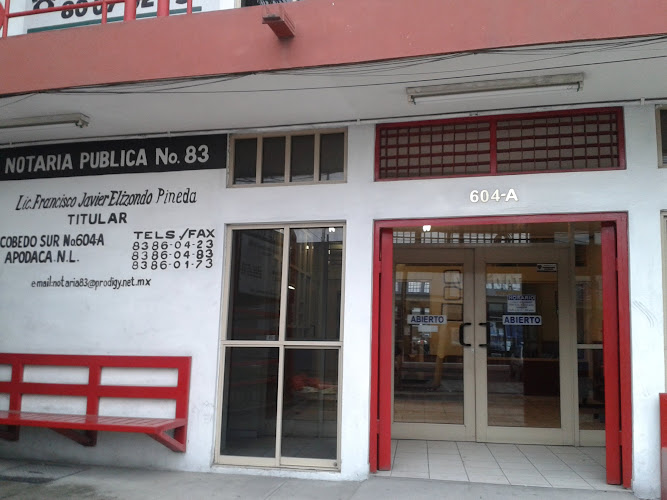 NOTARIA PUBLICA No. 83
Lic. Francisco Javier Elizondo Pineda
TITULAR
COBEDO SUR No604A
APODACA. N.L.
TELS./FAX
8386-04-23
8386-04-83
8386-01-73
e-mail:notaria83@prodigy.net.mx
604-A
ABIERTO
HORARIO
ABIERTO